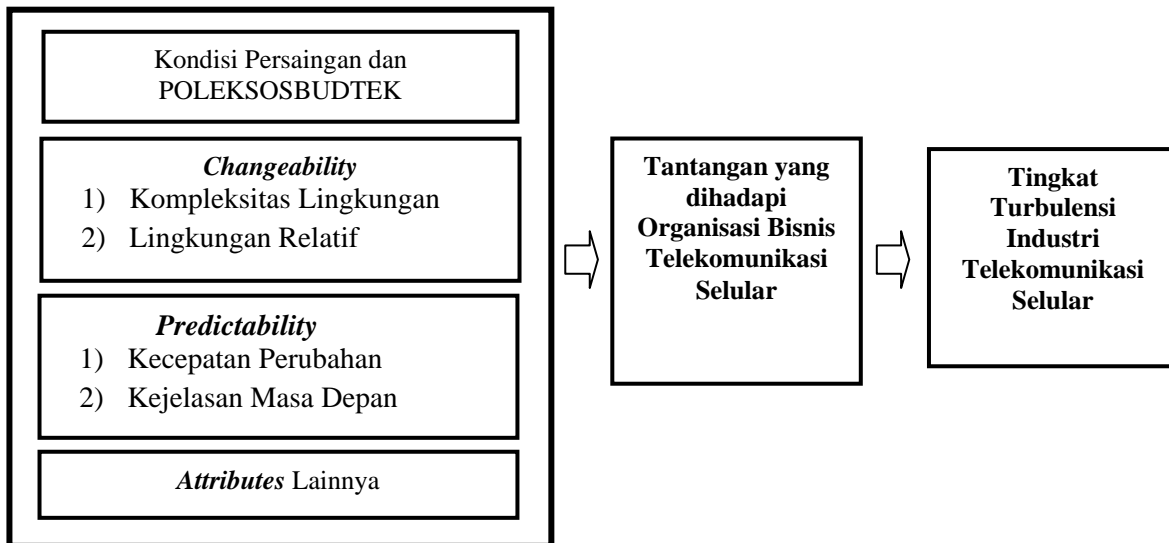 Kondisi Persaingan dan
POLEKSOSBUDTEK
Changeability
1) Kompleksitas Lingkungan
2) Lingkungan Relatif
Predictability
1) Kecepatan Perubahan
2) Kejelasan Masa Depan
Attributes Lainnya
Tantangan yang
dihadapi
Organisasi Bisnis
Telekomunikasi
Selular
Tingkat
Turbulensi
Industri
Telekomunikasi
Selular